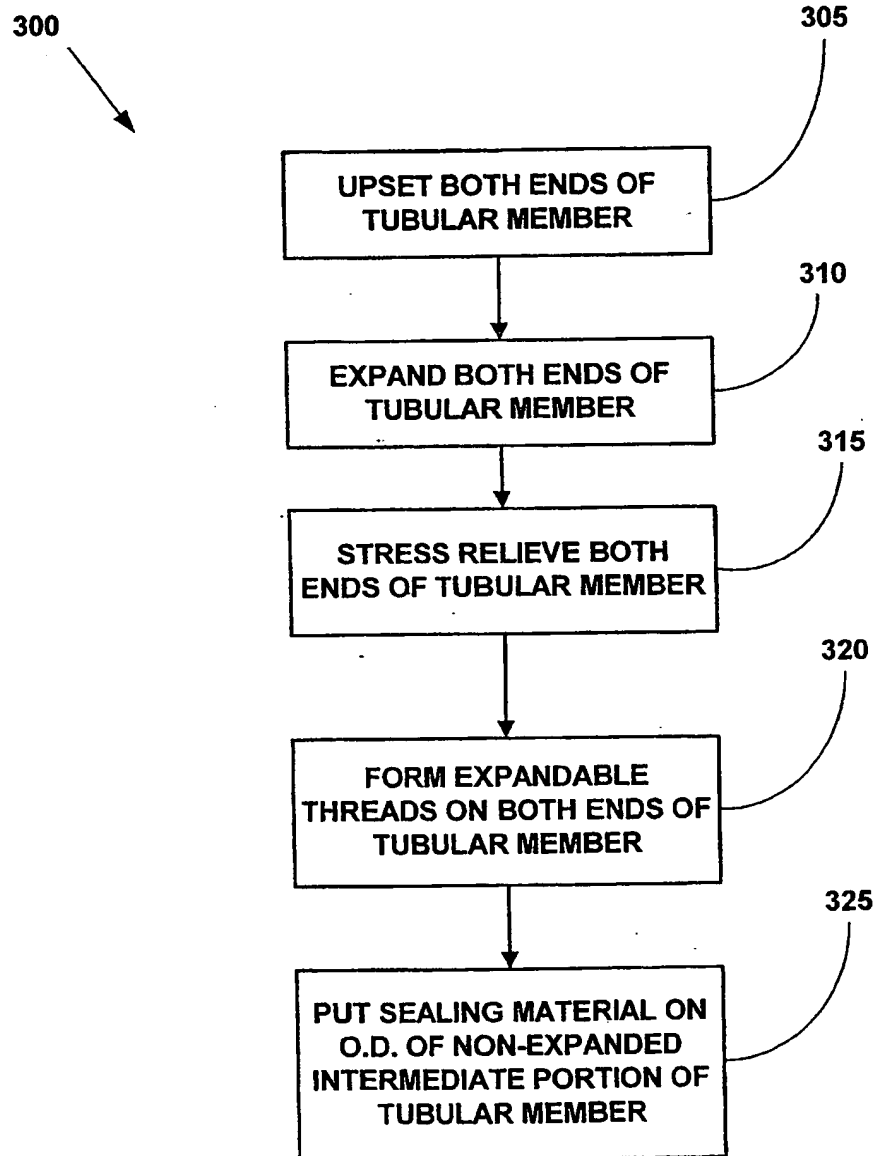 300
305
UPSET BOTH ENDS OF
TUBULAR MEMBER
310
EXPAND BOTH ENDS OF
TUBULAR MEMBER
315
STRESS RELIEVE BOTH
ENDS OF TUBULAR MEMBER
320
FORM EXPANDABLE
THREADS ON BOTH ENDS OF
TUBULAR MEMBER
325
PUT SEALING MATERIAL ON
O.D. OF NON-EXPANDED
INTERMEDIATE PORTION OF
TUBULAR MEMBER